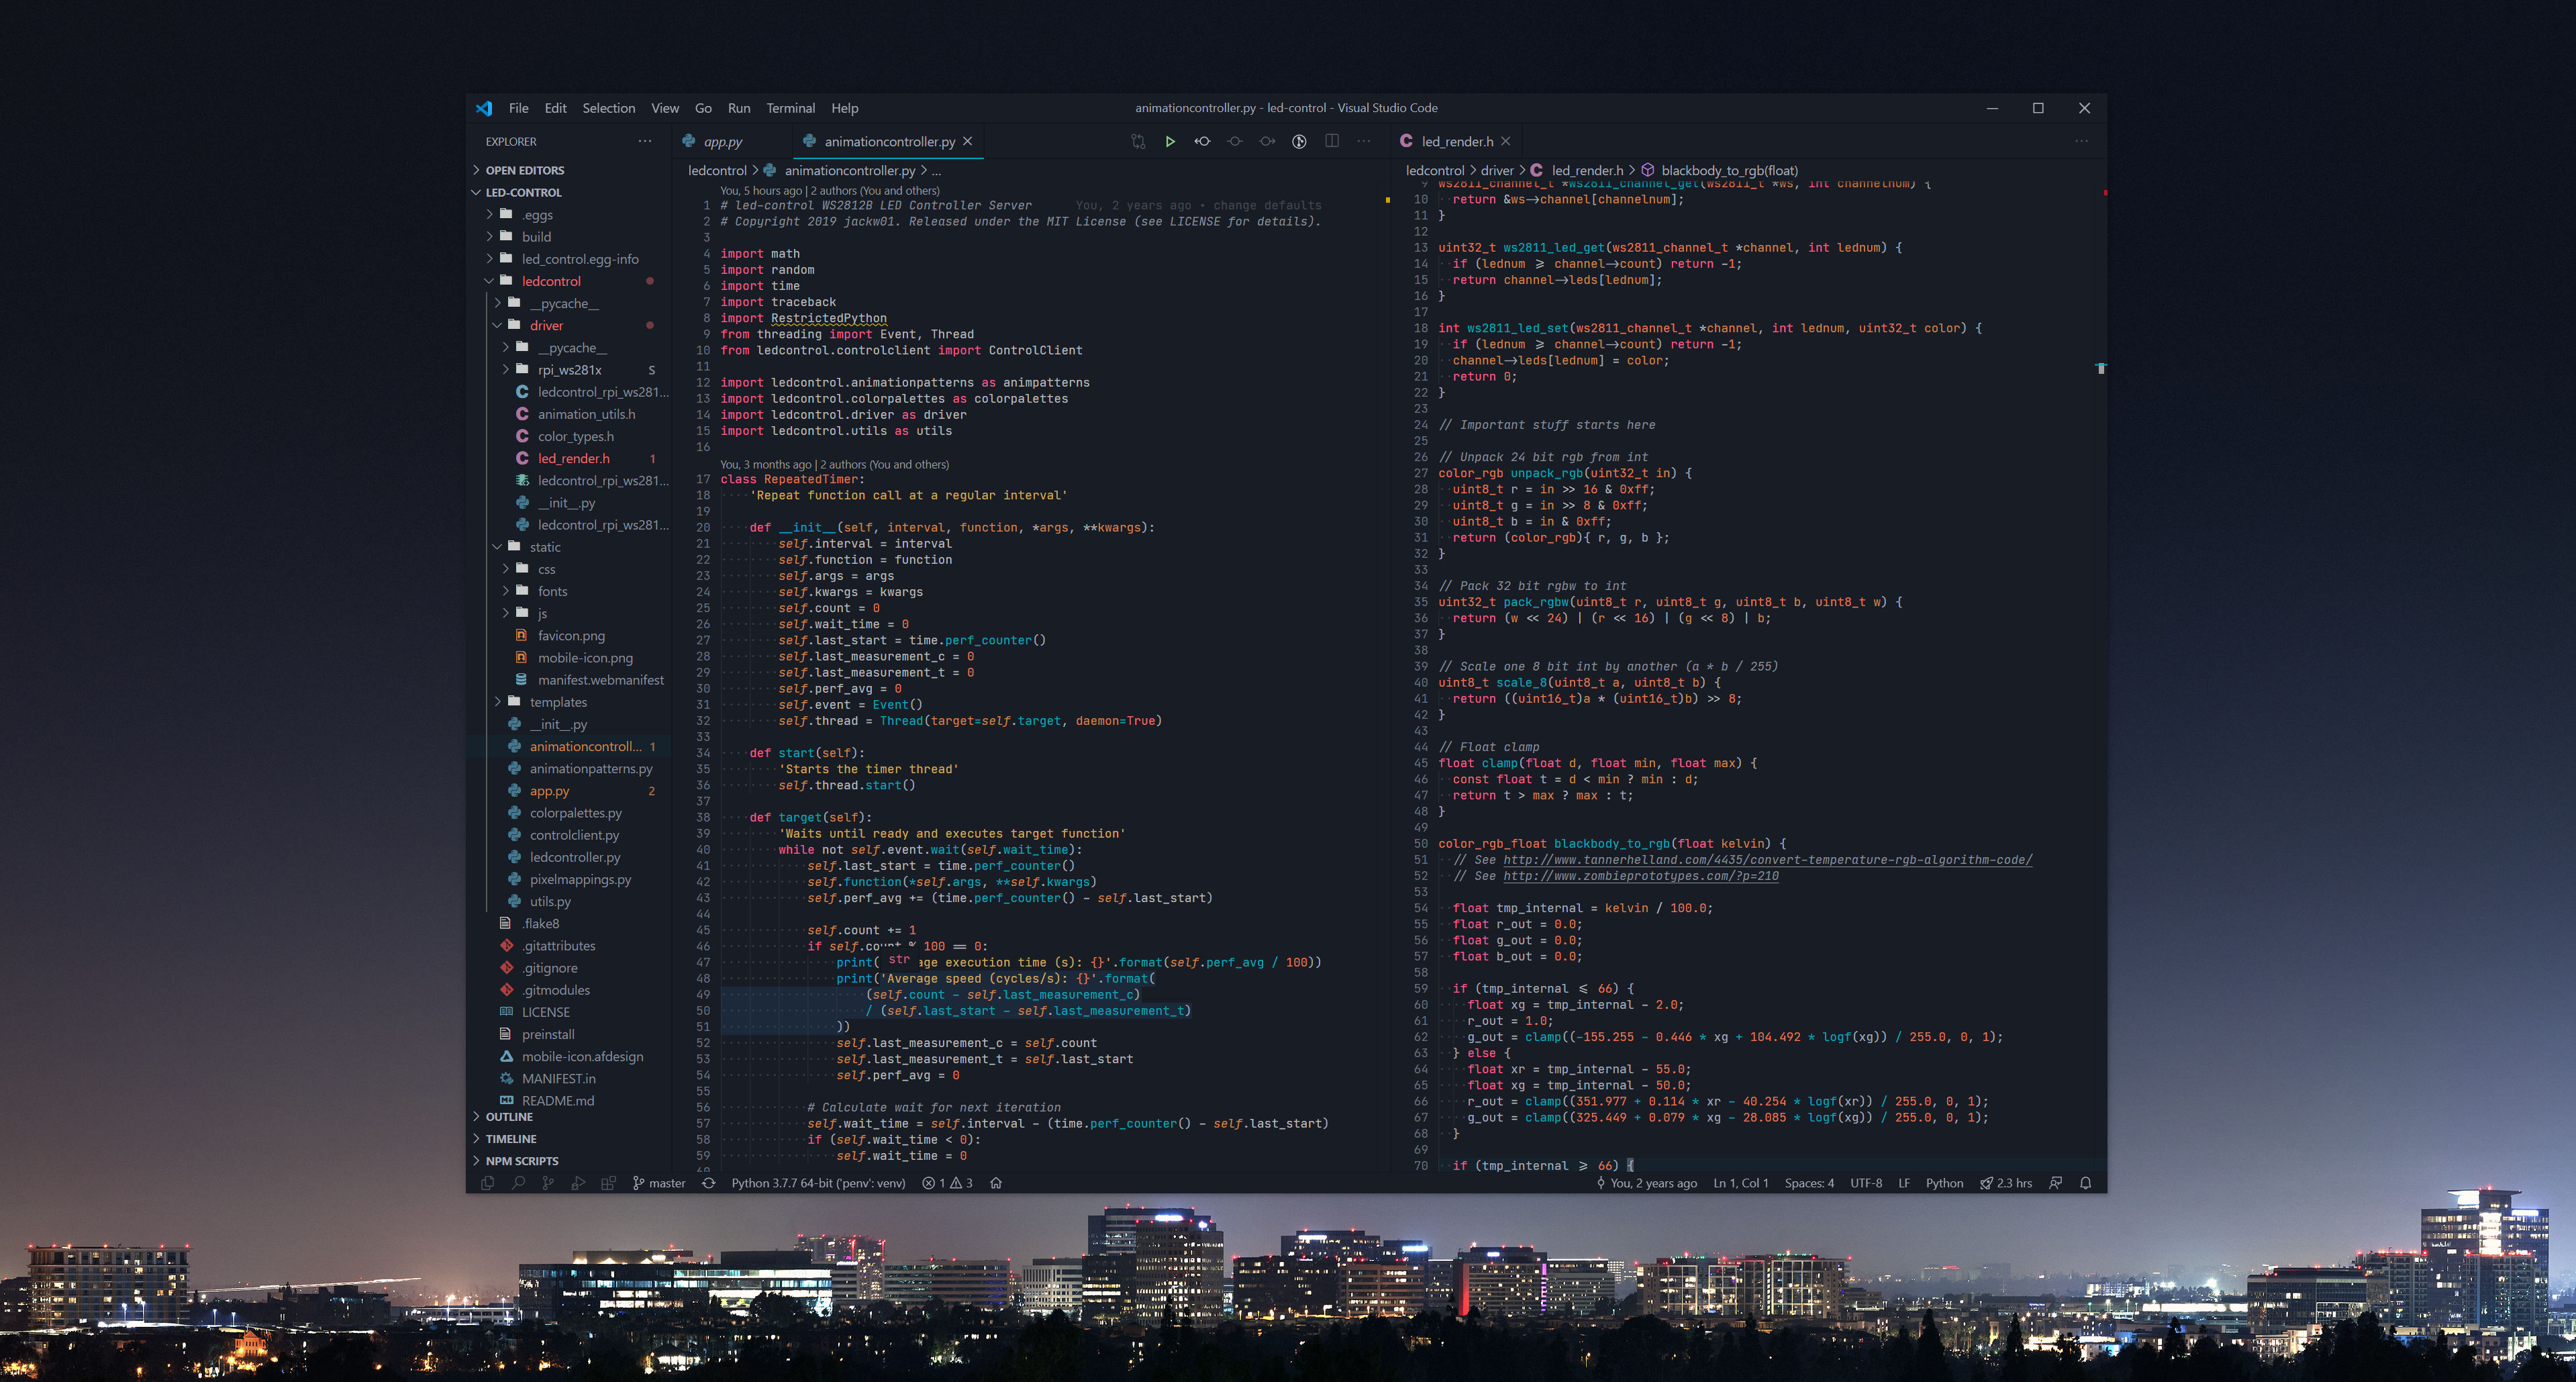 File Edit Selection View Go Run Terminal Help
animationcontroller.py - led-control - Visual Studio Code
EXPLORER
OPEN EDITORS
LED-CONTROL
.eggs
build
led_control.egg-info
ledcontrol
__pycache__
driver
__pycache__
rpi_ws281x S
ledcontrol_rpi_ws281...
animation_utils.h
color_types.h
led_render.h 1
ledcontrol_rpi_ws281...
__init__.py
ledcontrol_rpi_ws281...
static
css
fonts
js
favicon.png
mobile-icon.png
manifest.webmanifest
templates
__init__.py
animationcontroll... 1
animationpatterns.py
app.py 2
colorpalettes.py
controlclient.py
ledcontroller.py
pixelmappings.py
utils.py
.flake8
.gitattributes
.gitignore
.gitmodules
LICENSE
preinstall
mobile-icon.afdesign
MANIFEST.in
README.md
OUTLINE
TIMELINE
NPM SCRIPTS
app.py
animationcontroller.py
ledcontrol > animationcontroller.py > ...
You, 5 hours ago | 2 authors (You and others)
1 # led-control WS2812B LED Controller Server You, 2 years ago • change defaults
2 # Copyright 2019 jackw01. Released under the MIT License (see LICENSE for details).
3
4 import math
5 import random
6 import time
7 import traceback
8 import RestrictedPython
9 from threading import Event, Thread
10 from ledcontrol.controlclient import ControlClient
11
12 import ledcontrol.animationpatterns as animpatterns
13 import ledcontrol.colorpalettes as colorpalettes
14 import ledcontrol.driver as driver
15 import ledcontrol.utils as utils
16
You, 3 months ago | 2 authors (You and others)
17 class RepeatedTimer:
18 'Repeat function call at a regular interval'
19
20 def __init__(self, interval, function, *args, **kwargs):
21 self.interval = interval
22 self.function = function
23 self.args = args
24 self.kwargs = kwargs
25 self.count = 0
26 self.wait_time = 0
27 self.last_start = time.perf_counter()
28 self.last_measurement_c = 0
29 self.last_measurement_t = 0
30 self.perf_avg = 0
31 self.event = Event()
32 self.thread = Thread(target=self.target, daemon=True)
33
34 def start(self):
35 'Starts the timer thread'
36 self.thread.start()
37
38 def target(self):
39 'Waits until ready and executes target function'
40 while not self.event.wait(self.wait_time):
41 self.last_start = time.perf_counter()
42 self.function(*self.args, **self.kwargs)
43 self.perf_avg += (time.perf_counter() - self.last_start)
44
45 self.count += 1
46 if self.count % 100 == 0:
47 print( str age execution time (s): {}'.format(self.perf_avg / 100))
48 print('Average speed (cycles/s): {}'.format(
49 (self.count - self.last_measurement_c)
50 / (self.last_start - self.last_measurement_t)
51 ))
52 self.last_measurement_c = self.count
53 self.last_measurement_t = self.last_start
54 self.perf_avg = 0
55
56 # Calculate wait for next iteration
57 self.wait_time = self.interval - (time.perf_counter() - self.last_start)
58 if (self.wait_time < 0):
59 self.wait_time = 0
60
led_render.h
ledcontrol > driver > led_render.h > blackbody_to_rgb(float)
9 ws2811_channel_t *ws2811_channel_get(ws2811_t *ws, int channelnum) {
10 return &ws->channel[channelnum];
11 }
12
13 uint32_t ws2811_led_get(ws2811_channel_t *channel, int lednum) {
14 if (lednum >= channel->count) return -1;
15 return channel->leds[lednum];
16 }
17
18 int ws2811_led_set(ws2811_channel_t *channel, int lednum, uint32_t color) {
19 if (lednum >= channel->count) return -1;
20 channel->leds[lednum] = color;
21 return 0;
22 }
23
24 // Important stuff starts here
25
26 // Unpack 24 bit rgb from int
27 color_rgb unpack_rgb(uint32_t in) {
28 uint8_t r = in >> 16 & 0xff;
29 uint8_t g = in >> 8 & 0xff;
30 uint8_t b = in & 0xff;
31 return (color_rgb){ r, g, b };
32 }
33
34 // Pack 32 bit rgbw to int
35 uint32_t pack_rgbw(uint8_t r, uint8_t g, uint8_t b, uint8_t w) {
36 return (w << 24) | (r << 16) | (g << 8) | b;
37 }
38
39 // Scale one 8 bit int by another (a * b / 255)
40 uint8_t scale_8(uint8_t a, uint8_t b) {
41 return ((uint16_t)a * (uint16_t)b) >> 8;
42 }
43
44 // Float clamp
45 float clamp(float d, float min, float max) {
46 const float t = d < min ? min : d;
47 return t > max ? max : t;
48 }
49
50 color_rgb_float blackbody_to_rgb(float kelvin) {
51 // See http://www.tannerhelland.com/4435/convert-temperature-rgb-algorithm-code/
52 // See http://www.zombieprototypes.com/?p=210
53
54 float tmp_internal = kelvin / 100.0;
55 float r_out = 0.0;
56 float g_out = 0.0;
57 float b_out = 0.0;
58
59 if (tmp_internal <= 66) {
60 float xg = tmp_internal - 2.0;
61 r_out = 1.0;
62 g_out = clamp((-155.255 - 0.446 * xg + 104.492 * logf(xg)) / 255.0, 0, 1);
63 } else {
64 float xr = tmp_internal - 55.0;
65 float xg = tmp_internal - 50.0;
66 r_out = clamp((351.977 + 0.114 * xr - 40.254 * logf(xr)) / 255.0, 0, 1);
67 g_out = clamp((325.449 + 0.079 * xg - 28.085 * logf(xg)) / 255.0, 0, 1);
68 }
69
70 if (tmp_internal >= 66) {
master Python 3.7.7 64-bit ('penv': venv) 1 3
You, 2 years ago Ln 1, Col 1 Spaces: 4 UTF-8 LF Python 2.3 hrs